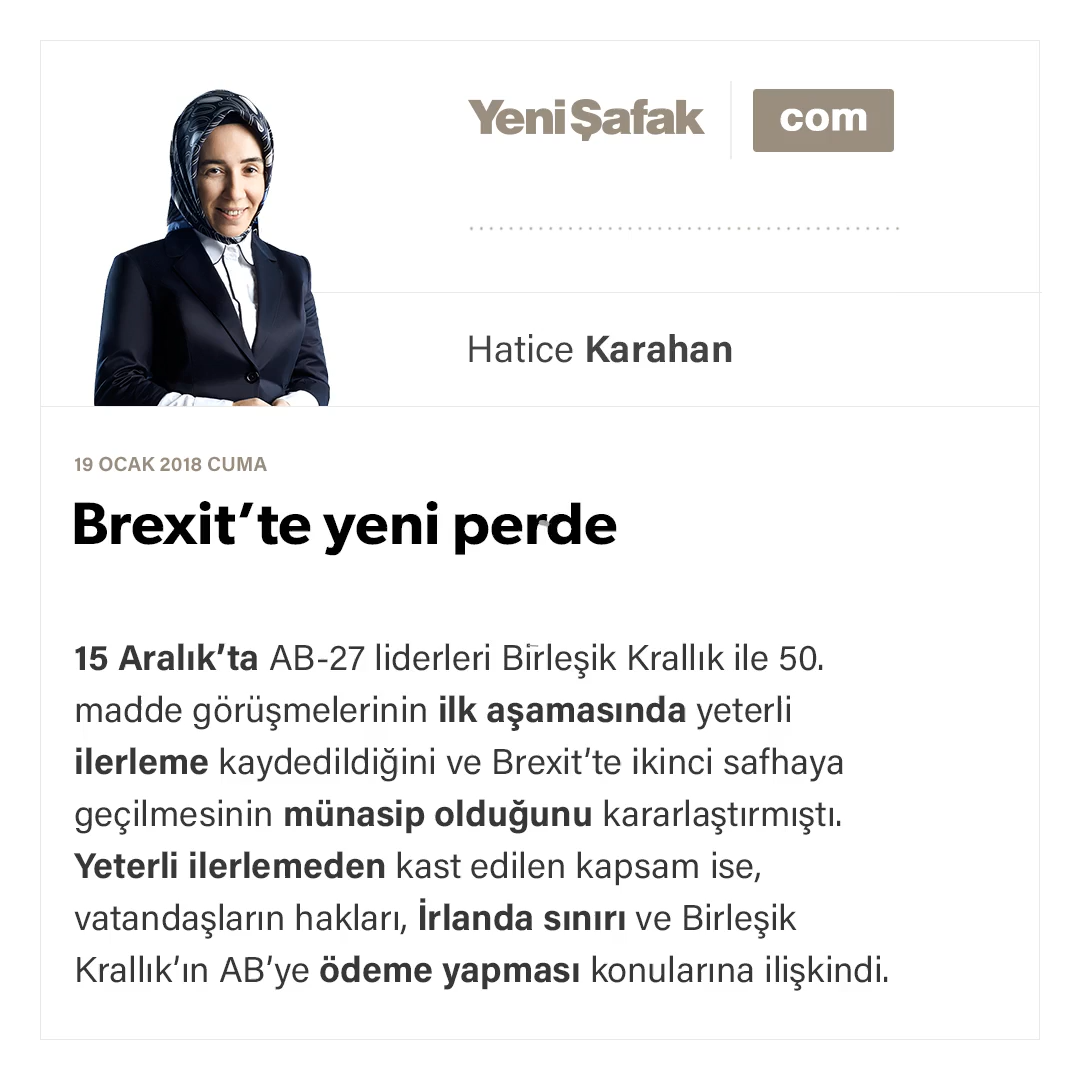 YeniŞafak com
Hatice Karahan
19 OCAK 2018 CUMA
Brexit’te yeni perde
15 Aralık’ta AB-27 liderleri Birleşik Krallık ile 50.
madde görüşmelerinin ilk aşamasında yeterli
ilerleme kaydedildiğini ve Brexit’te ikinci safhaya
geçilmesinin münasip olduğunu kararlaştırmıştı.
Yeterli ilerlemeden kast edilen kapsam ise,
vatandaşların hakları, İrlanda sınırı ve Birleşik
Krallık’ın AB’ye ödeme yapması konularına ilişkindi.